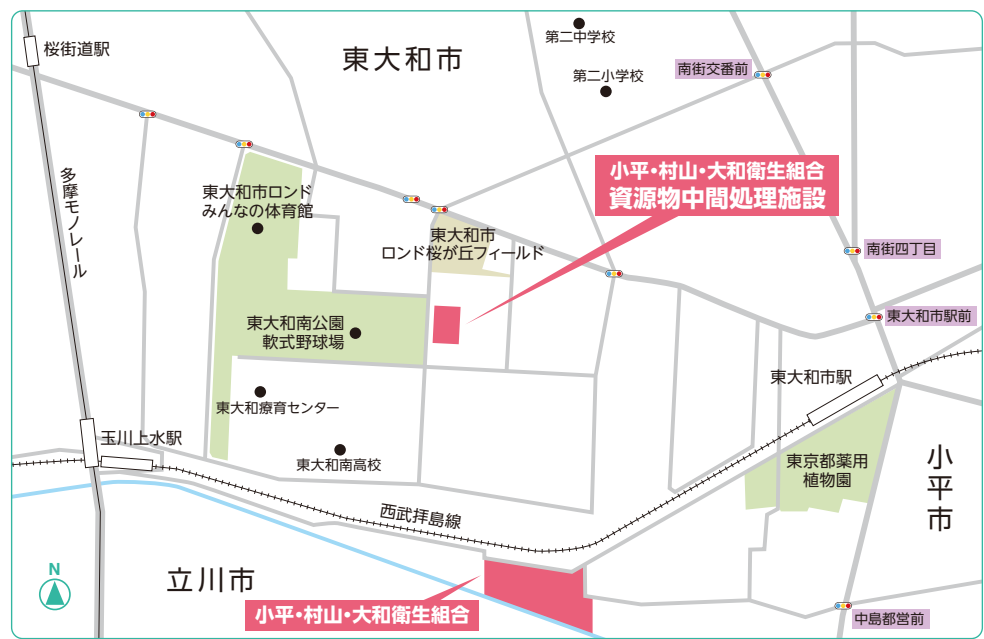 桜街道駅
東大和市
第二中学校
第二小学校
南街交番前
小平・村山・大和衛生組合
資源物中間処理施設
多摩モノレール
東大和市ロンド
みんなの体育館
東大和市
ロンド桜が丘フィールド
南街四丁目
東大和市駅前
東大和南公園
軟式野球場
東大和市駅
東大和療育センター
玉川上水駅
東大和南高校
東京都薬用
植物園
小平市
西武拝島線
N
立川市
小平・村山・大和衛生組合
中島都営前